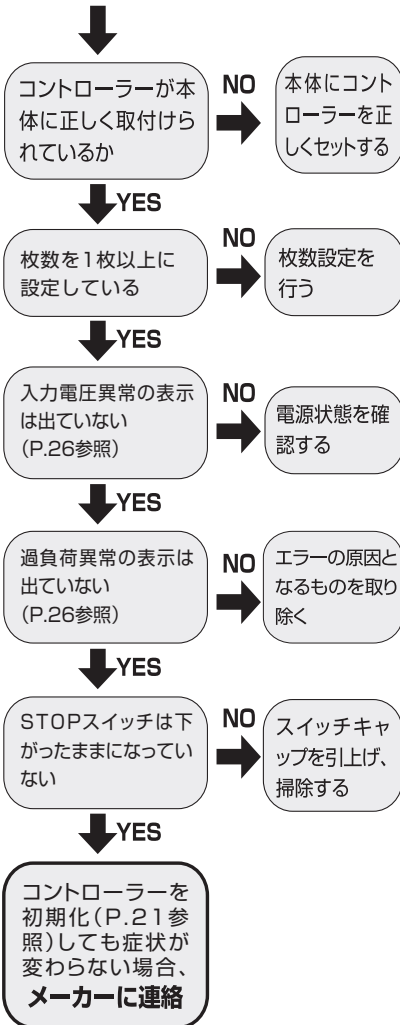 コントローラーが本
体に正しく取付けら
れているか
NO
本体にコント
ローラーを正
しくセットする
YES
枚数を1枚以上に
設定している
NO
枚数設定を
行う
YES
入力電圧異常の表示
は出ていない
(P.26参照)
NO
電源状態を確
認する
YES
過負荷異常の表示は
出ていない
(P.26参照)
NO
エラーの原因と
なるものを取り
除く
YES
STOPスイッチは下
がったままになってい
ない
NO
スイッチキャ
ップを引上げ、
掃除する
YES
コントローラーを
初期化(P.21参
照)しても症状が
変わらない場合、
メーカーに連絡